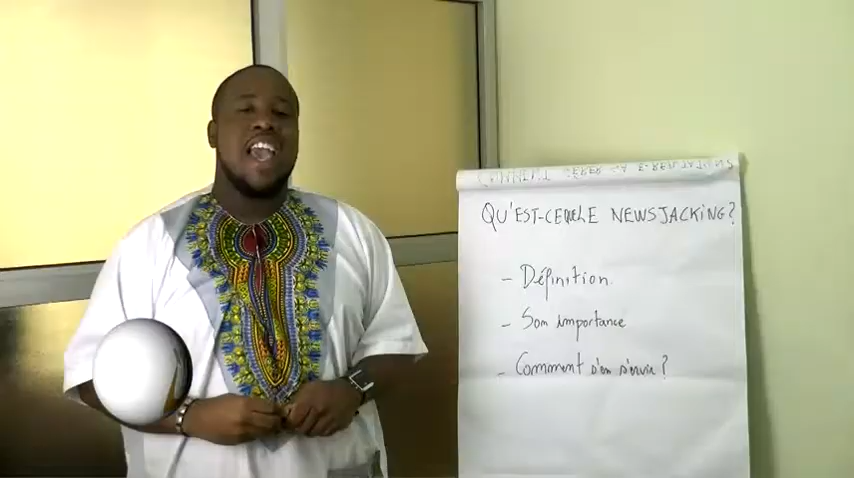 QU'EST-CE QUE LE NEWSJACKING?
- Définition.
- Son importance
- Comment s'en servir ?